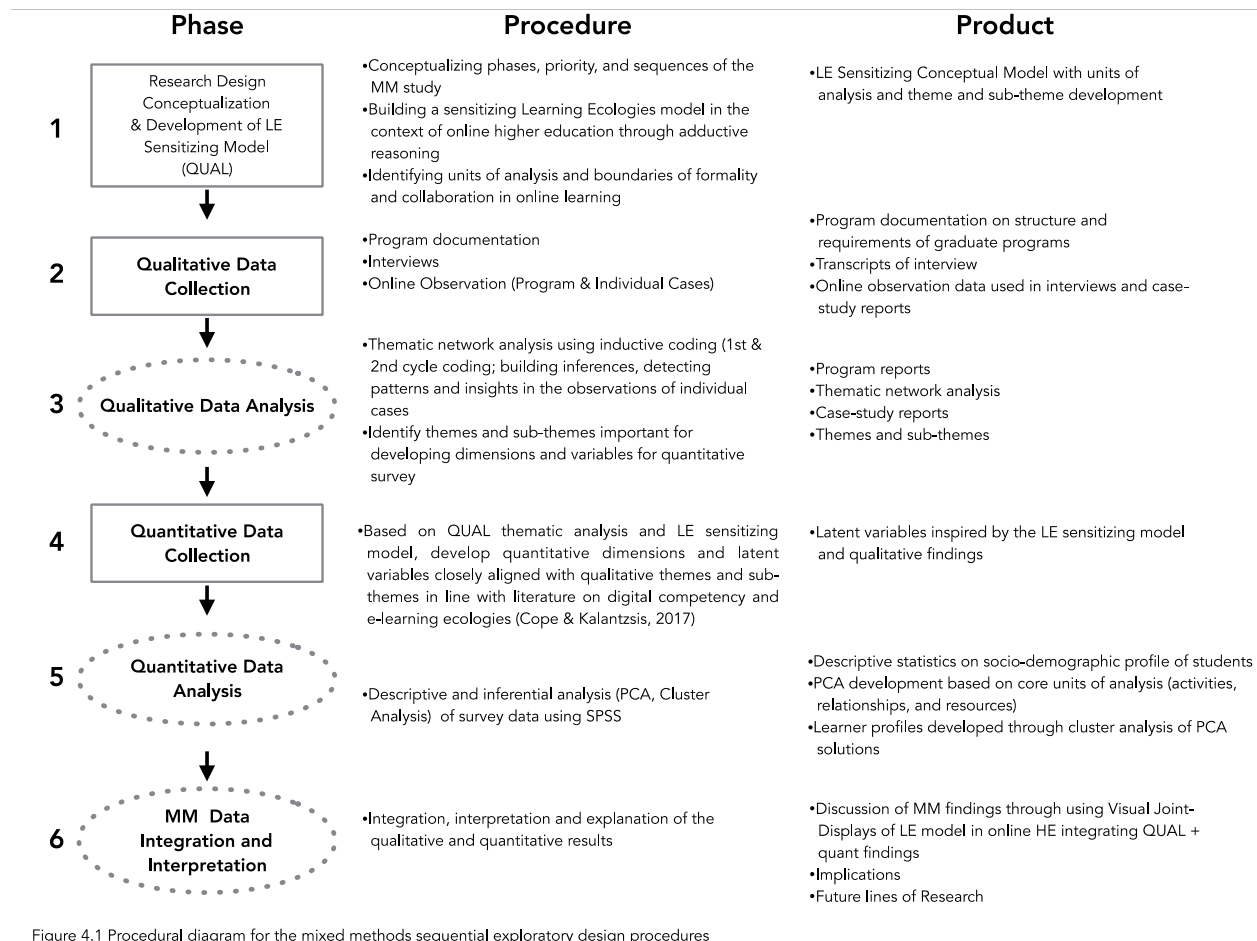 Phase
Procedure
Product
1
Research Design
Conceptualization
& Development of LE
Sensitizing Model
(QUAL)
•Conceptualizing phases, priority, and sequences of the
MM study
•Building a sensitizing Learning Ecologies model in the
context of online higher education through adductive
reasoning
•Identifying units of analysis and boundaries of formality
and collaboration in online learning
•LE Sensitizing Conceptual Model with units of
analysis and theme and sub-theme development
2
Qualitative Data
Collection
•Program documentation
•Interviews
•Online Observation (Program & Individual Cases)
•Program documentation on structure and
requirements of graduate programs
•Transcripts of interview
•Online observation data used in interviews and case-
study reports
3
Qualitative Data Analysis
•Thematic network analysis using inductive coding (1st &
2nd cycle coding; building inferences, detecting
patterns and insights in the observations of individual
cases
•Identify themes and sub-themes important for
developing dimensions and variables for quantitative
survey
•Program reports
•Thematic network analysis
•Case-study reports
•Themes and sub-themes
4
Quantitative Data
Collection
•Based on QUAL thematic analysis and LE sensitizing
model, develop quantitative dimensions and latent
variables closely aligned with qualitative themes and sub-
themes in line with literature on digital competency and
e-learning ecologies (Cope & Kalantzsis, 2017)
•Latent variables inspired by the LE sensitizing model
and qualitative findings
5
Quantitative Data
Analysis
•Descriptive and inferential analysis (PCA, Cluster
Analysis) of survey data using SPSS
•Descriptive statistics on socio-demographic profile of students
•PCA development based on core units of analysis (activities,
relationships, and resources)
•Learner profiles developed through cluster analysis of PCA
solutions
6
MM Data
Integration and
Interpretation
•Integration, interpretation and explanation of the
qualitative and quantitative results
•Discussion of MM findings through using Visual Joint-
Displays of LE model in online HE integrating QUAL +
quant findings
•Implications
•Future lines of Research
Figure 4.1 Procedural diagram for the mixed methods sequential exploratory design procedures